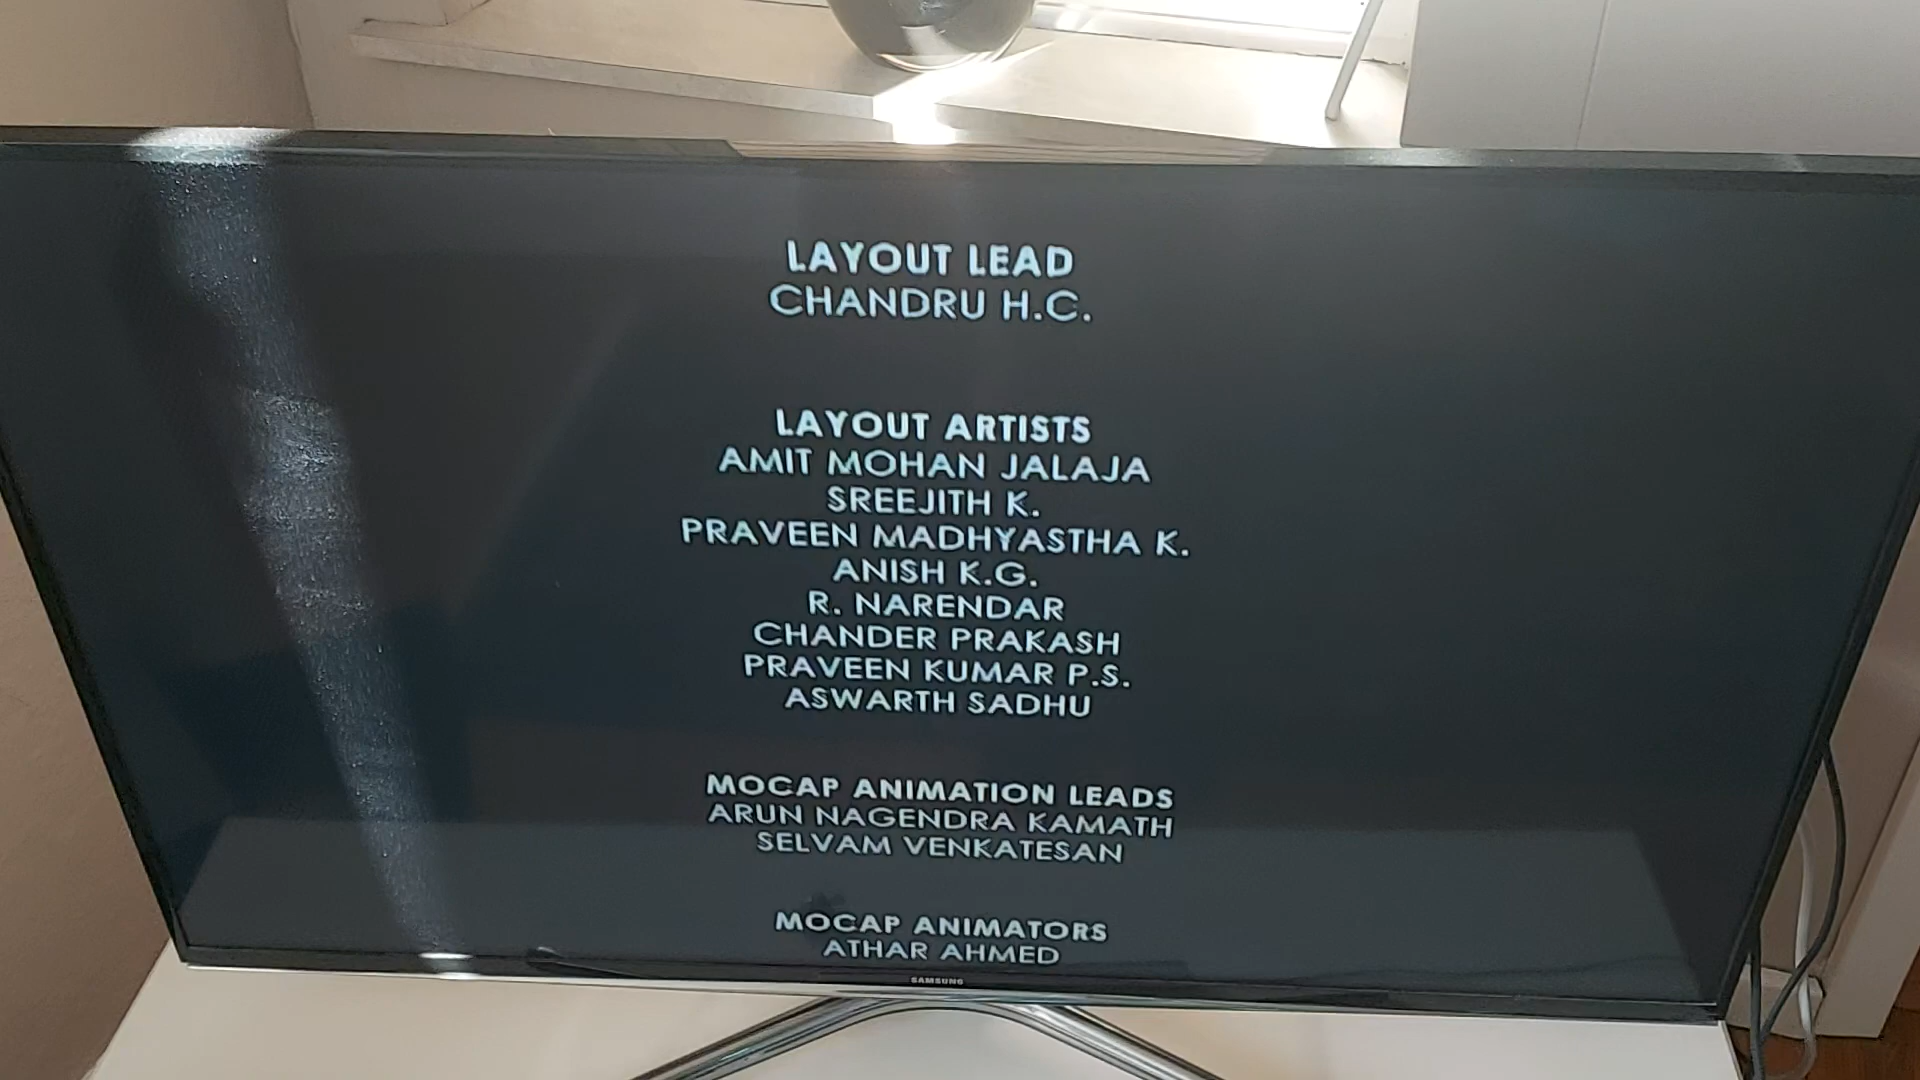 LAYOUT LEAD
CHANDRU H.C.
LAYOUT ARTISTS
AMIT MOHAN JALAJA
SREEJITH K.
PRAVEEN MADHYASTHA K.
ANISH K.G.
R. NARENDAR
CHANDER PRAKASH
PRAVEEN KUMAR P.S.
ASWARTH SADHU
MOCAP ANIMATION LEADS
ARUN NAGENDRA KAMATH
SELVAM VENKATESAN
MOCAP ANIMATORS
ATHAR AHMED
SAMSUNG